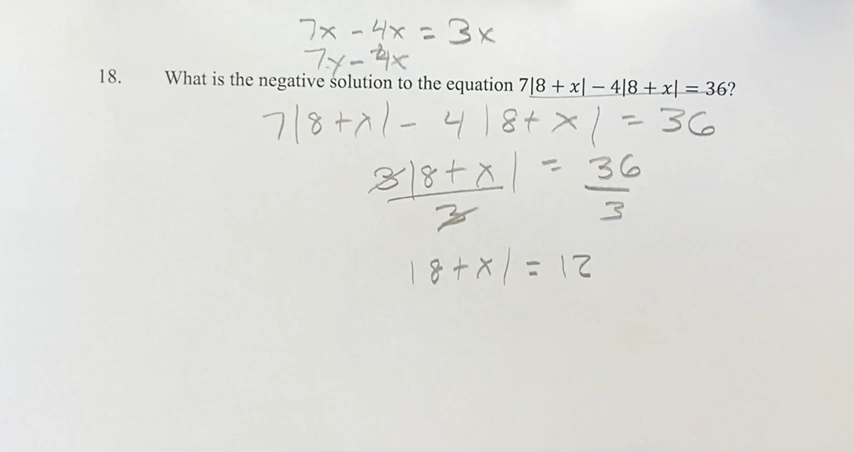 7x - 4x = 3x
7y - 4x
18. What is the negative solution to the equation 7|8 + x| − 4|8 + x| = 36?
7|8+x| - 4|8+x| = 36
3|8+x| = 36
3 3
|8+x| = 12